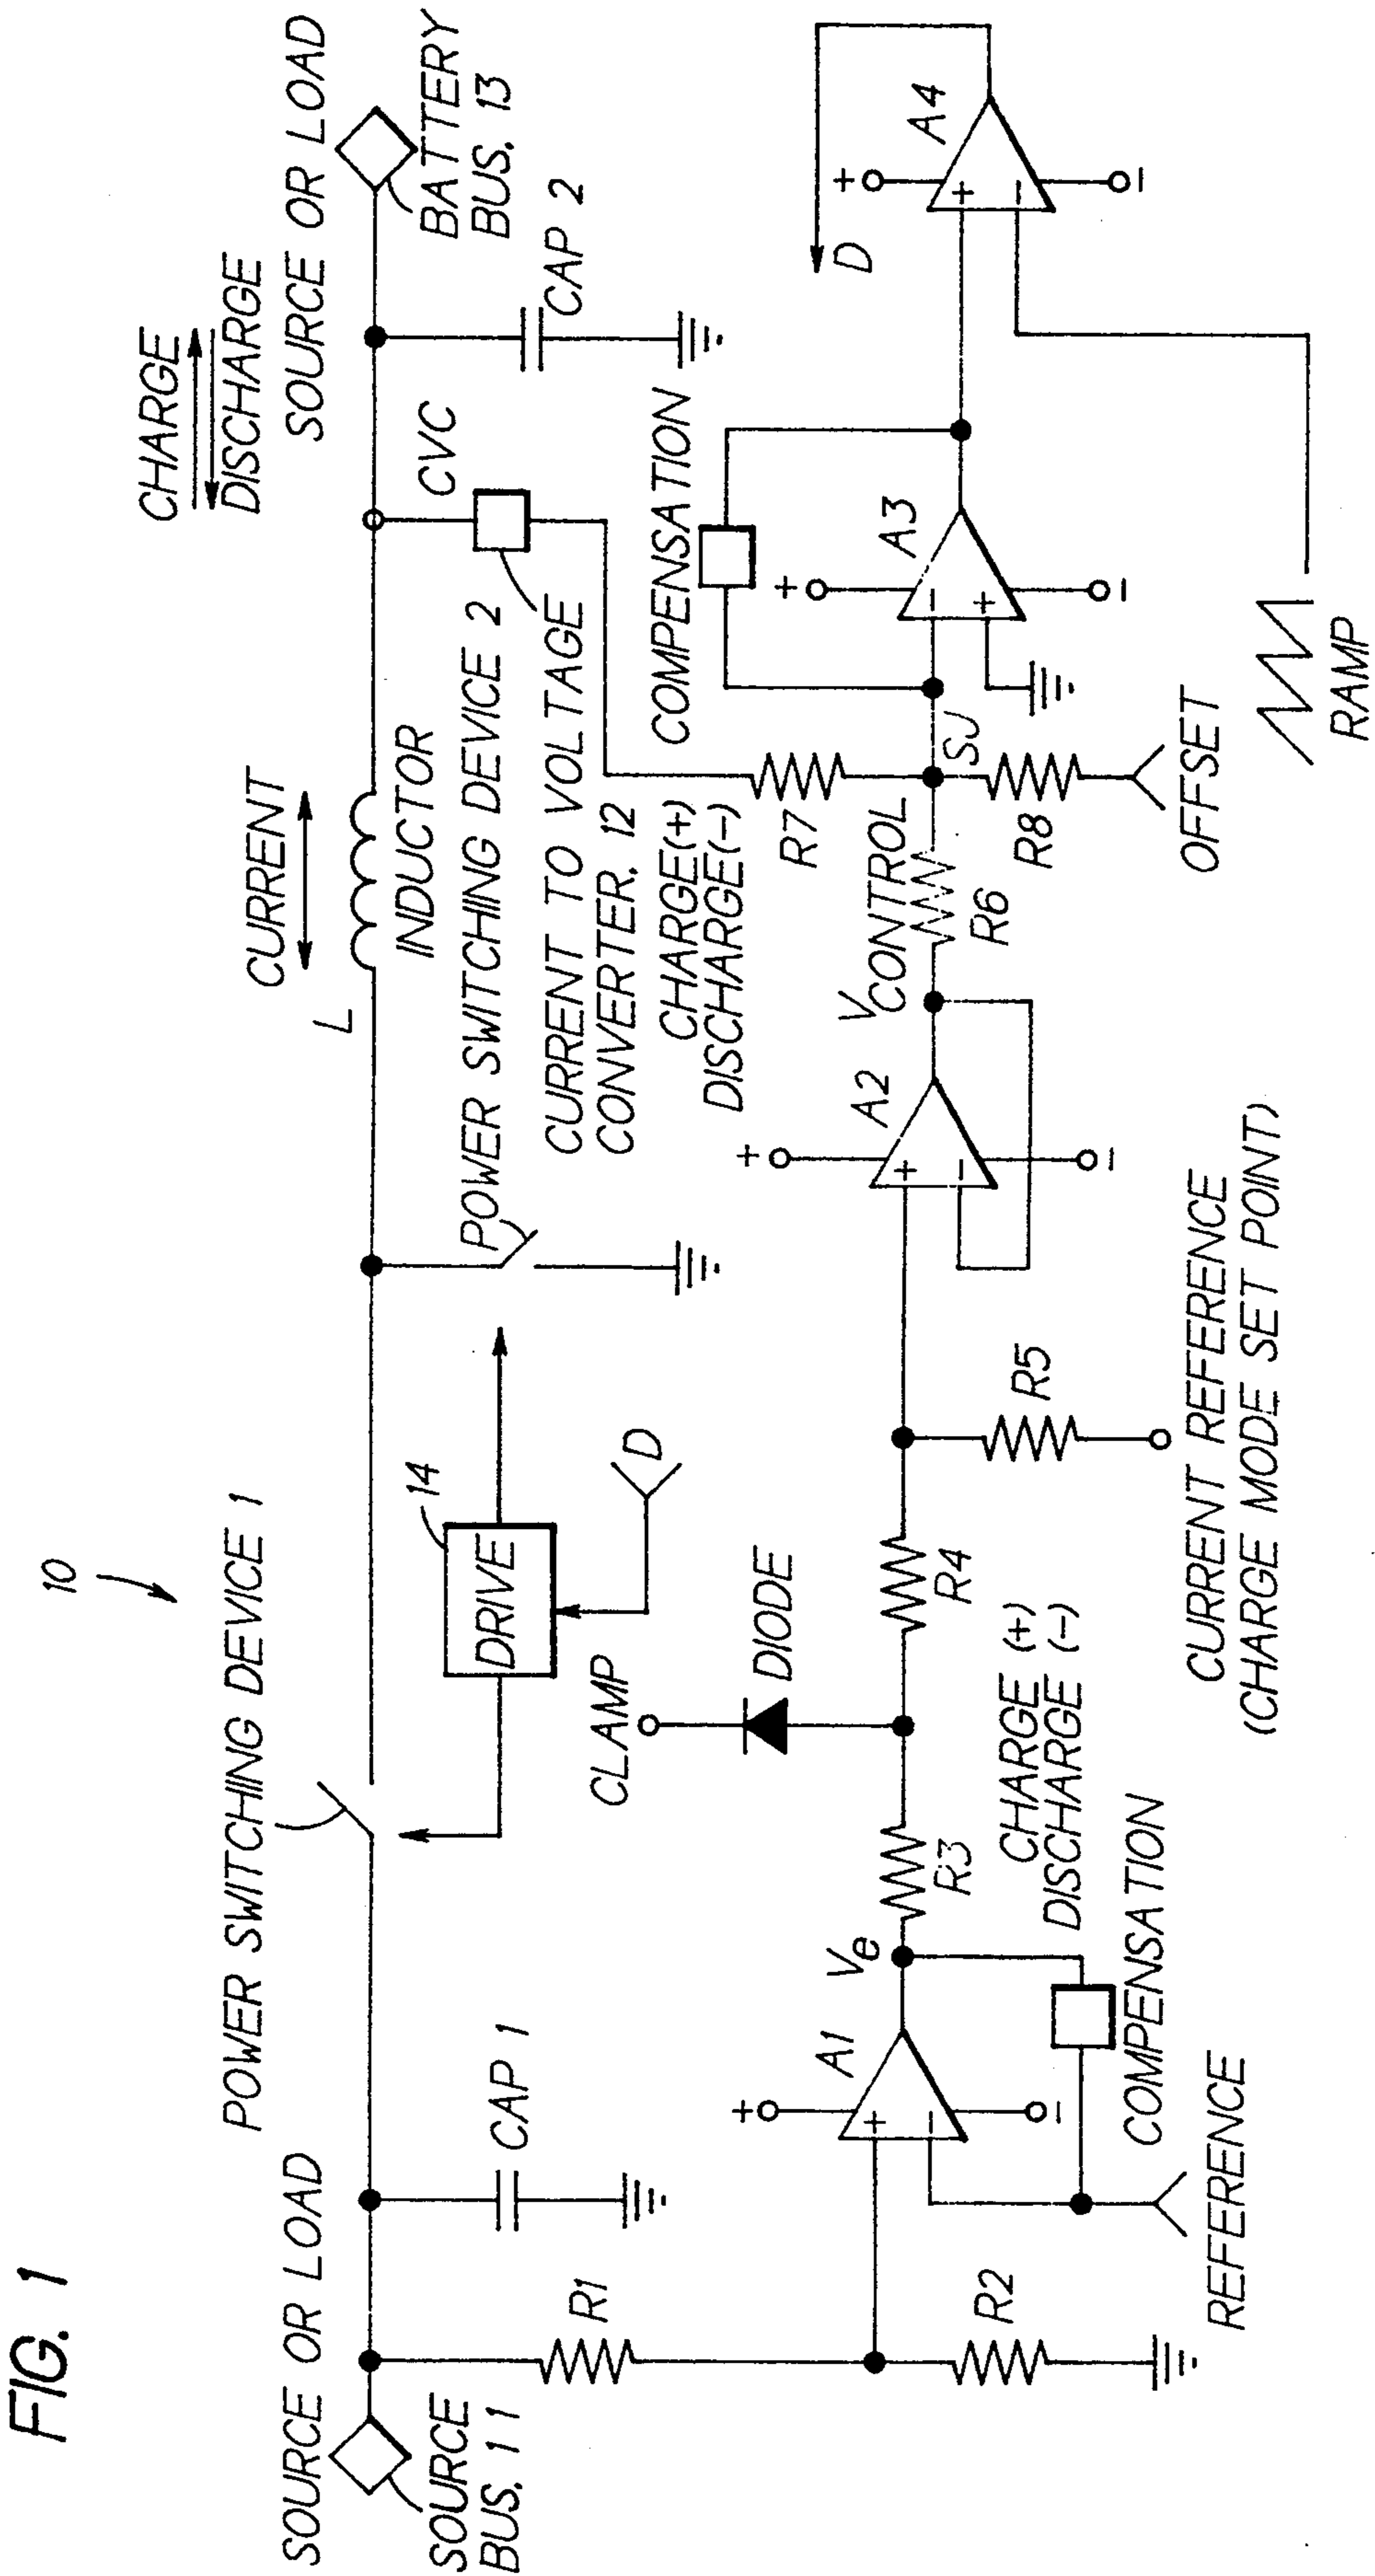 FIG. 1
10
CHARGE
DISCHARGE
SOURCE OR LOAD
POWER SWITCHING DEVICE 1
CURRENT
SOURCE OR LOAD
L
INDUCTOR
SOURCE
BUS, 11
BATTERY
BUS, 13
CAP 1
14
DRIVE
D
POWER SWITCHING DEVICE 2
CVC
CAP 2
CURRENT TO VOLTAGE
CONVERTER, 12
R1
CLAMP
DIODE
CHARGE(+)
DISCHARGE(-)
COMPENSATION
R7
+
A1
+
-
-
Ve
R3
R4
+
A2
+
-
-
V
CONTROL
R6
SJ
+
A3
-
+
-
+
A4
+
-
-
D
R2
REFERENCE
COMPENSATION
CHARGE (+)
DISCHARGE (-)
R5
CURRENT REFERENCE
(CHARGE MODE SET POINT)
R8
OFFSET
RAMP